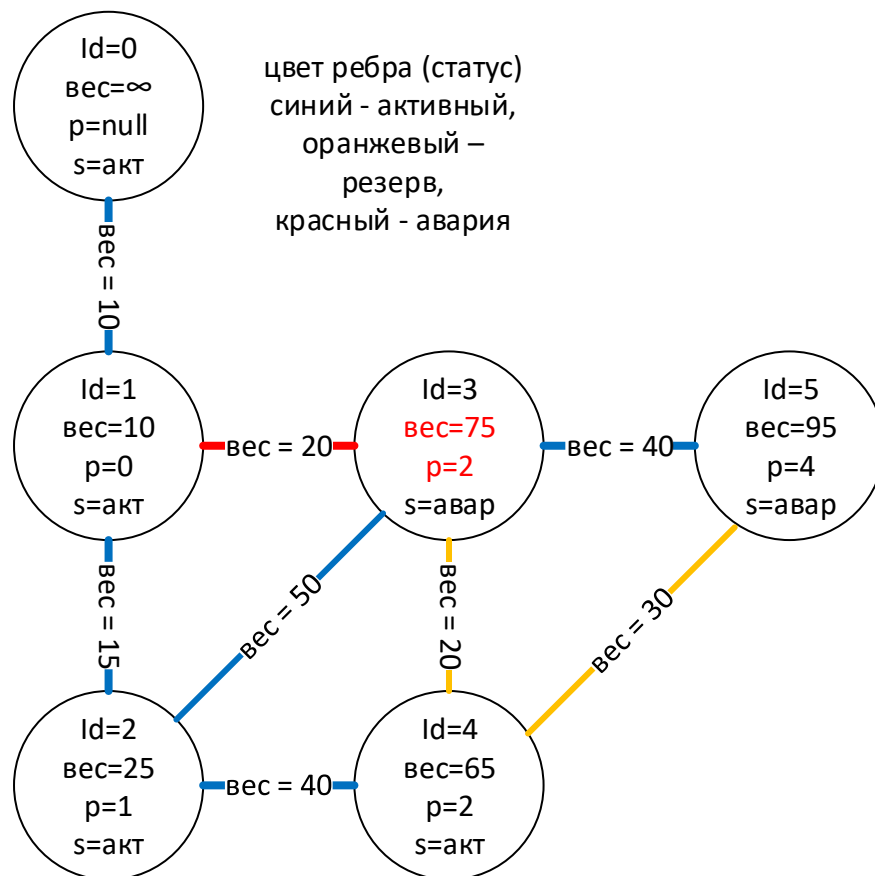 Id=0
вес=∞
p=null
s=акт
цвет ребра (статус)
синий - активный,
оранжевый –
резерв,
красный - авария
вес = 10
Id=1
вес=10
p=0
s=акт
вес = 20
Id=3
вес=75
p=2
s=авар
вес = 40
Id=5
вес=95
p=4
s=авар
вес = 15
вес = 50
вес = 20
вес = 30
Id=2
вес=25
p=1
s=акт
вес = 40
Id=4
вес=65
p=2
s=акт